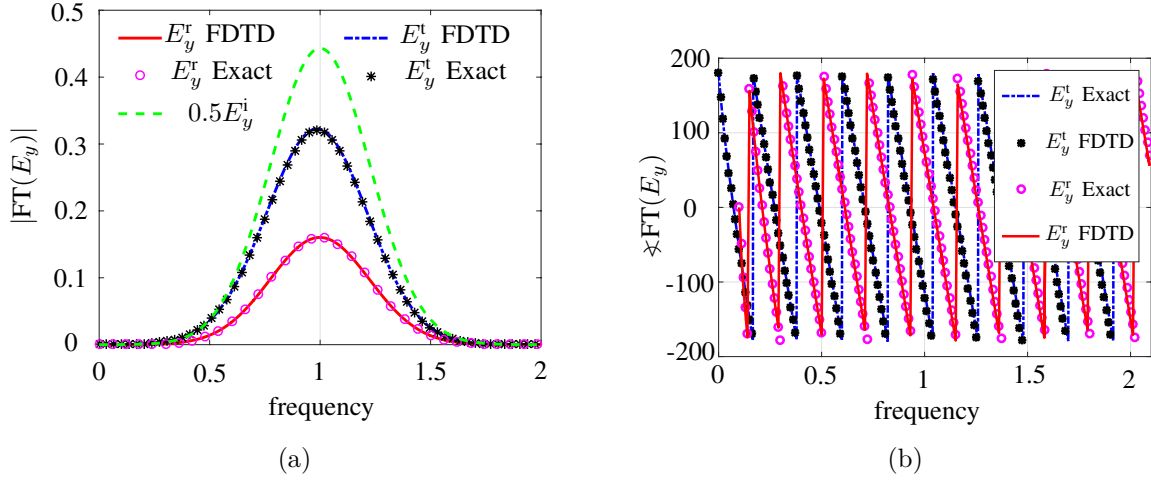 0.5
0.4
0.3
0.2
0.1
0
|FT(E_y)|
E_y^r FDTD
E_y^t FDTD
E_y^r Exact
E_y^t Exact
0.5E_y^i
0 0.5 1 1.5 2
frequency
(a)
200
100
0
-100
-200
∡FT(E_y)
E_y^t Exact
E_y^t FDTD
E_y^r Exact
E_y^r FDTD
0 0.5 1 1.5 2
frequency
(b)